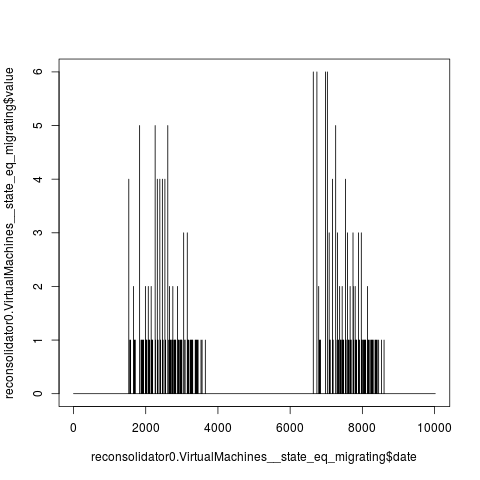 reconsolidator0.VirtualMachines__state_eq_migrating$value
6
5
4
3
2
1
0
0 2000 4000 6000 8000 10000
reconsolidator0.VirtualMachines__state_eq_migrating$date